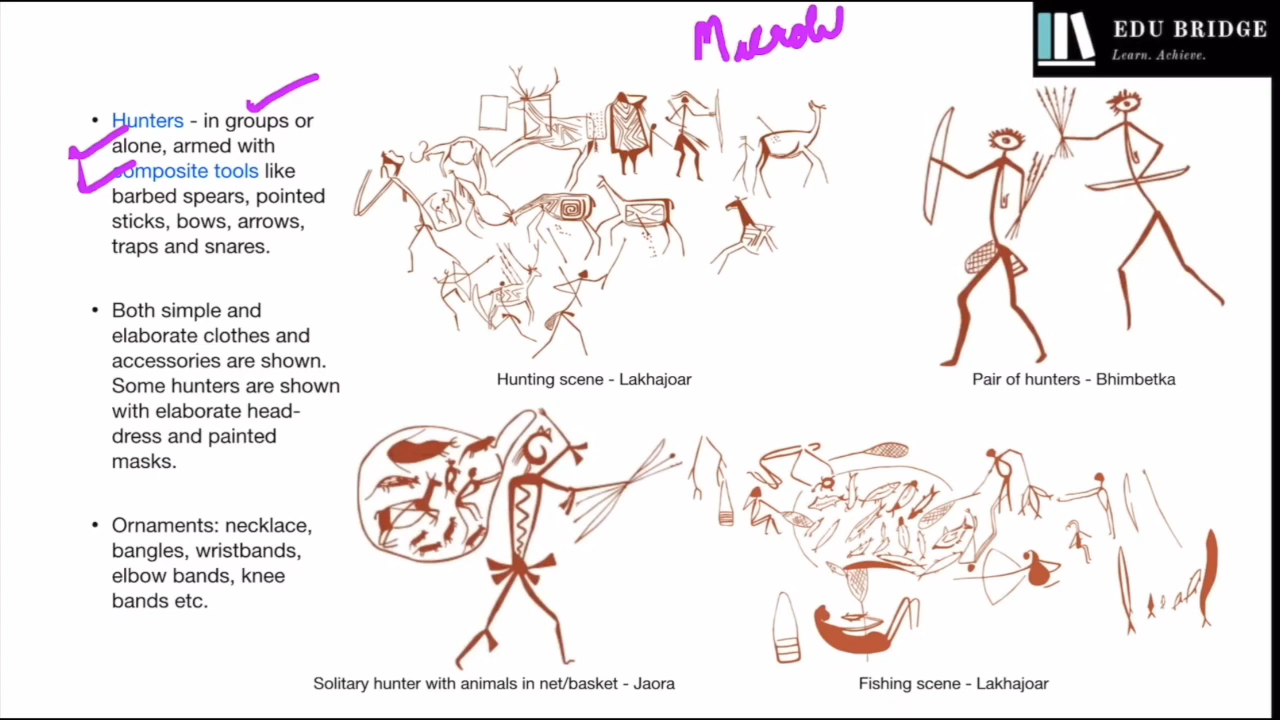 EDU BRIDGE
Learn. Achieve.
• Hunters - in groups or
alone, armed with
composite tools like
barbed spears, pointed
sticks, bows, arrows,
traps and snares.
• Both simple and
elaborate clothes and
accessories are shown.
Some hunters are shown
with elaborate head-
dress and painted
masks.
• Ornaments: necklace,
bangles, wristbands,
elbow bands, knee
bands etc.
Hunting scene - Lakhajoar
Pair of hunters - Bhimbetka
Solitary hunter with animals in net/basket - Jaora
Fishing scene - Lakhajoar